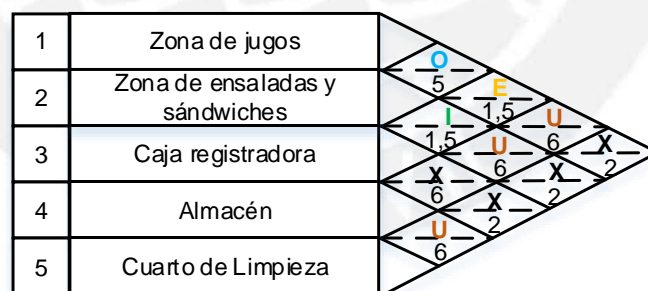 1 Zona de jugos
O
5
E
1,5
2 Zona de ensaladas y
sándwiches
I
1,5
U
6
U
6
X
2
3 Caja registradora
X
6
X
2
X
2
4 Almacén
U
6
5 Cuarto de Limpieza